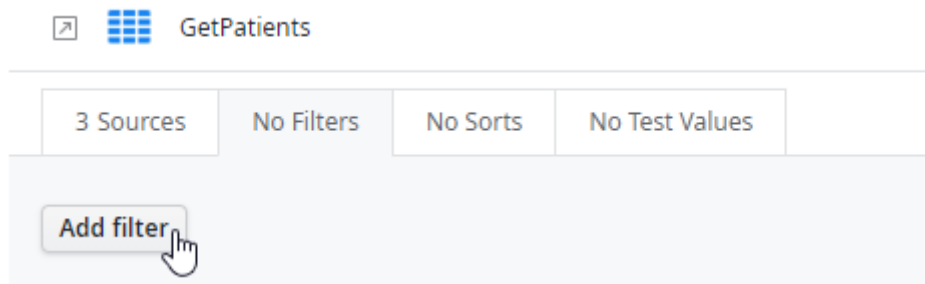 GetPatients
3 Sources No Filters No Sorts No Test Values
Add filter